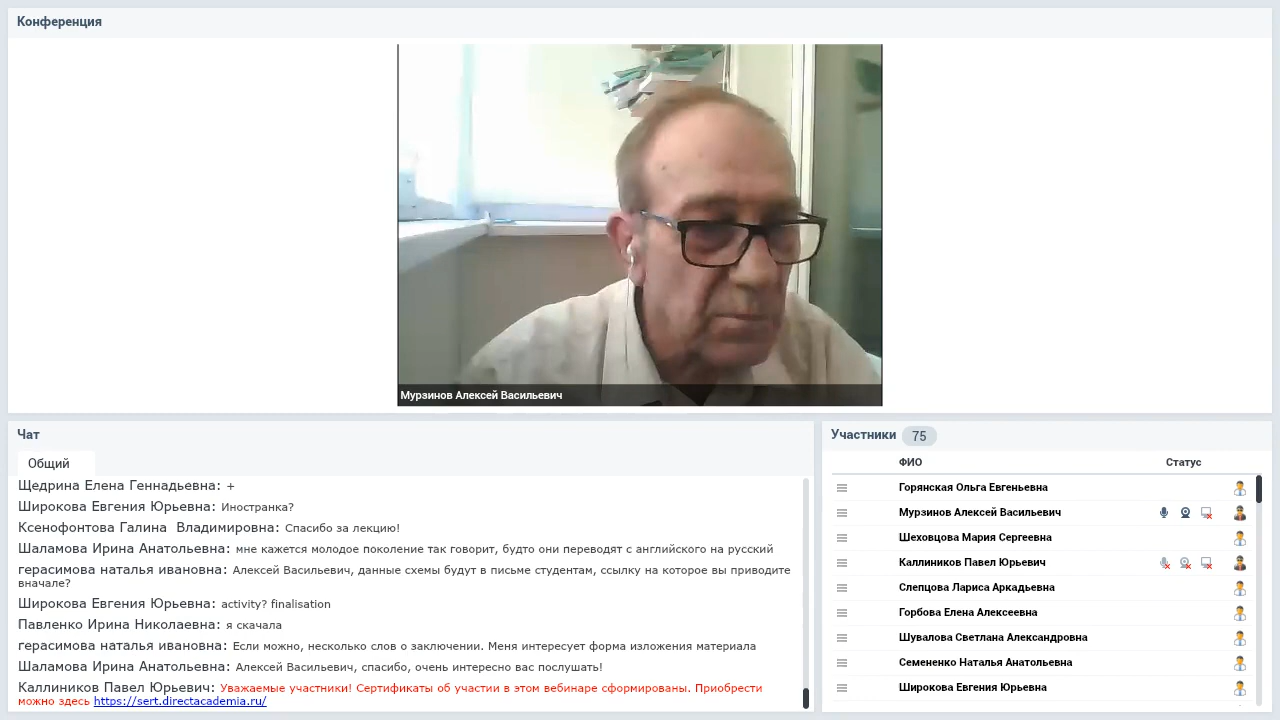 Конференция
Мурзинов Алексей Васильевич
Чат
Общий
Щедрина Елена Геннадьевна: +
Широкова Евгения Юрьевна: Иностранка?
Ксенофонтова Галина  Владимировна: Спасибо за лекцию!
Шаламова Ирина Анатольевна: мне кажется молодое поколение так говорит, будто они переводят с английского на русский
герасимова наталья ивановна: Алексей Васильевич, данные схемы будут в письме студентам, ссылку на которое вы приводите
вначале?
Широкова Евгения Юрьевна: activity? finalisation
Павленко Ирина Николаевна: я скачала
герасимова наталья ивановна: Если можно, несколько слов о заключении. Меня интересует форма изложения материала
Шаламова Ирина Анатольевна: Алексей Васильевич, спасибо, очень интересно вас послушать!
Каллиников Павел Юрьевич: Уважаемые участники! Сертификаты об участии в этом вебинаре сформированы. Приобрести
можно здесь https://sert.directacademia.ru/
Участники 75
ФИО Статус
Горянская Ольга Евгеньевна
Мурзинов Алексей Васильевич
Шеховцова Мария Сергеевна
Каллиников Павел Юрьевич
Слепцова Лариса Аркадьевна
Горбова Елена Алексеевна
Шувалова Светлана Александровна
Семененко Наталья Анатольевна
Широкова Евгения Юрьевна